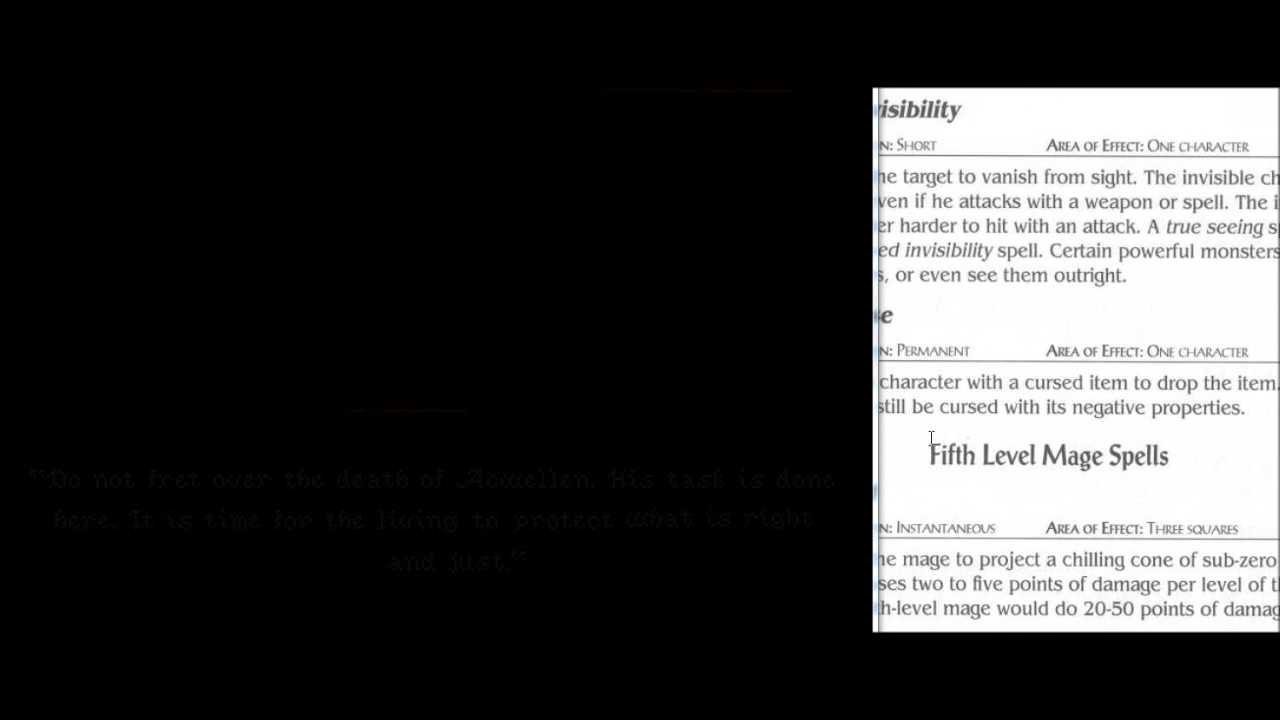 "Do not fret over the death of Acwellen. His task is done
here. It is time for the living to protect what is right
and just."
isibility
N: SHORT AREA OF EFFECT: ONE CHARACTER
he target to vanish from sight. The invisible ch
ven if he attacks with a weapon or spell. The i
er harder to hit with an attack. A true seeing s
ed invisibility spell. Certain powerful monsters
s, or even see them outright.
e
N: PERMANENT AREA OF EFFECT: ONE CHARACTER
character with a cursed item to drop the item.
still be cursed with its negative properties.
Fifth Level Mage Spells
N: INSTANTANEOUS AREA OF EFFECT: THREE SQUARES
he mage to project a chilling cone of sub-zero
ses two to five points of damage per level of t
h-level mage would do 20-50 points of damag